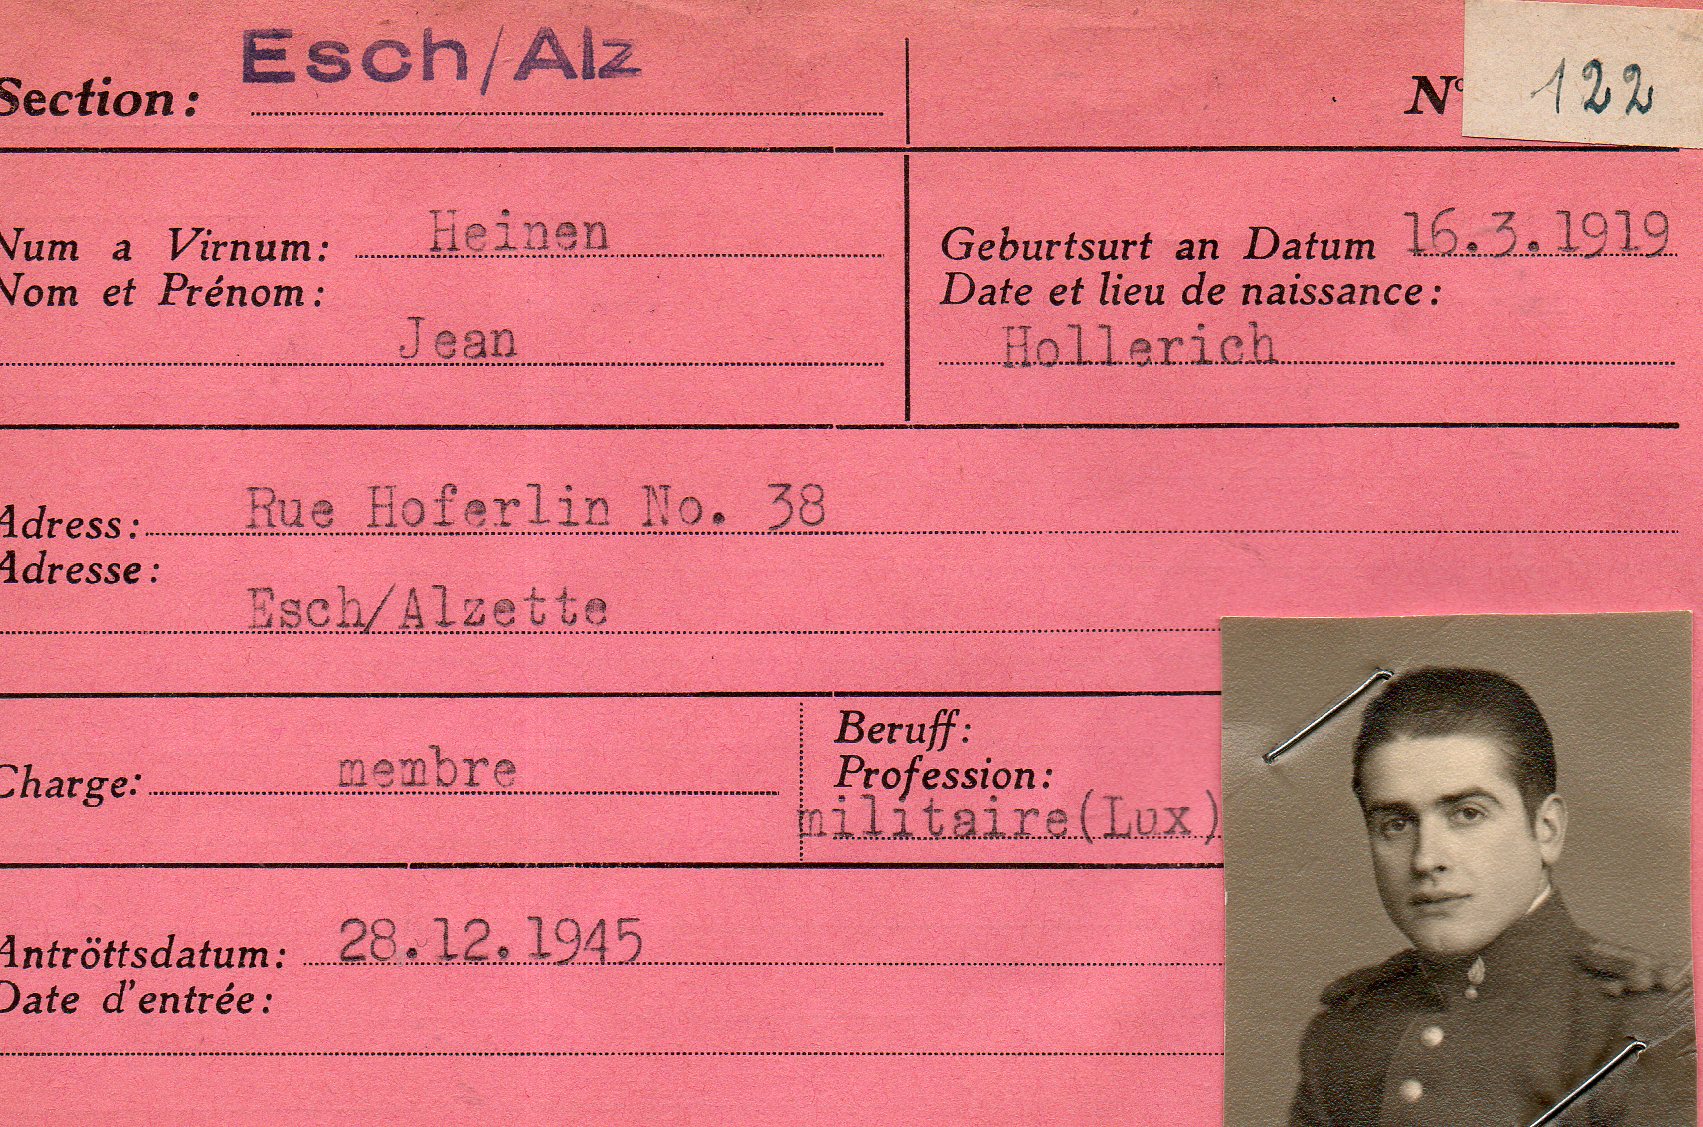 Section: Esch/Alz
N° 122
Num a Virnum: Heinen
Nom et Prénom:
Jean
Geburtsurt an Datum 16.3.1919
Date et lieu de naissance:
Hollerich
Adress: Rue Hoferlin No. 38
Adresse:
Esch/Alzette
Charge: membre
Beruff:
Profession:
militaire(Lux)
Antröttsdatum: 28.12.1945
Date d'entrée: